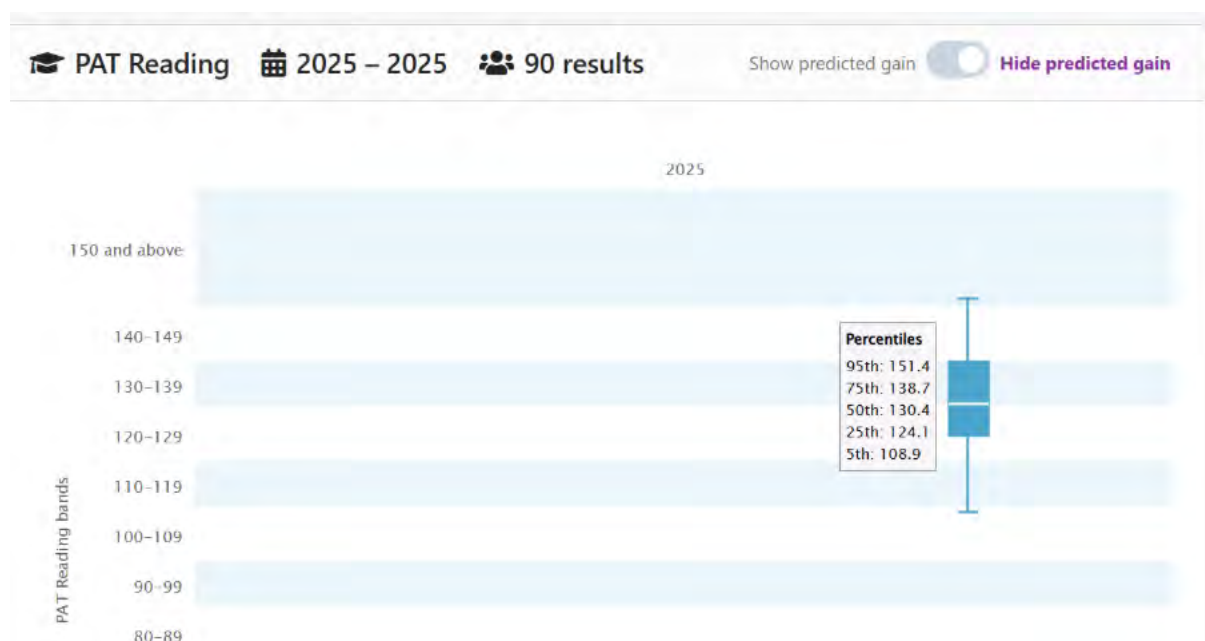 PAT Reading 2025 – 2025 90 results Show predicted gain Hide predicted gain
2025
150 and above
140–149
Percentiles
95th: 151.4
75th: 138.7
50th: 130.4
25th: 124.1
5th: 108.9
130–139
120–129
110–119
100–109
90–99
80–89
PAT Reading bands